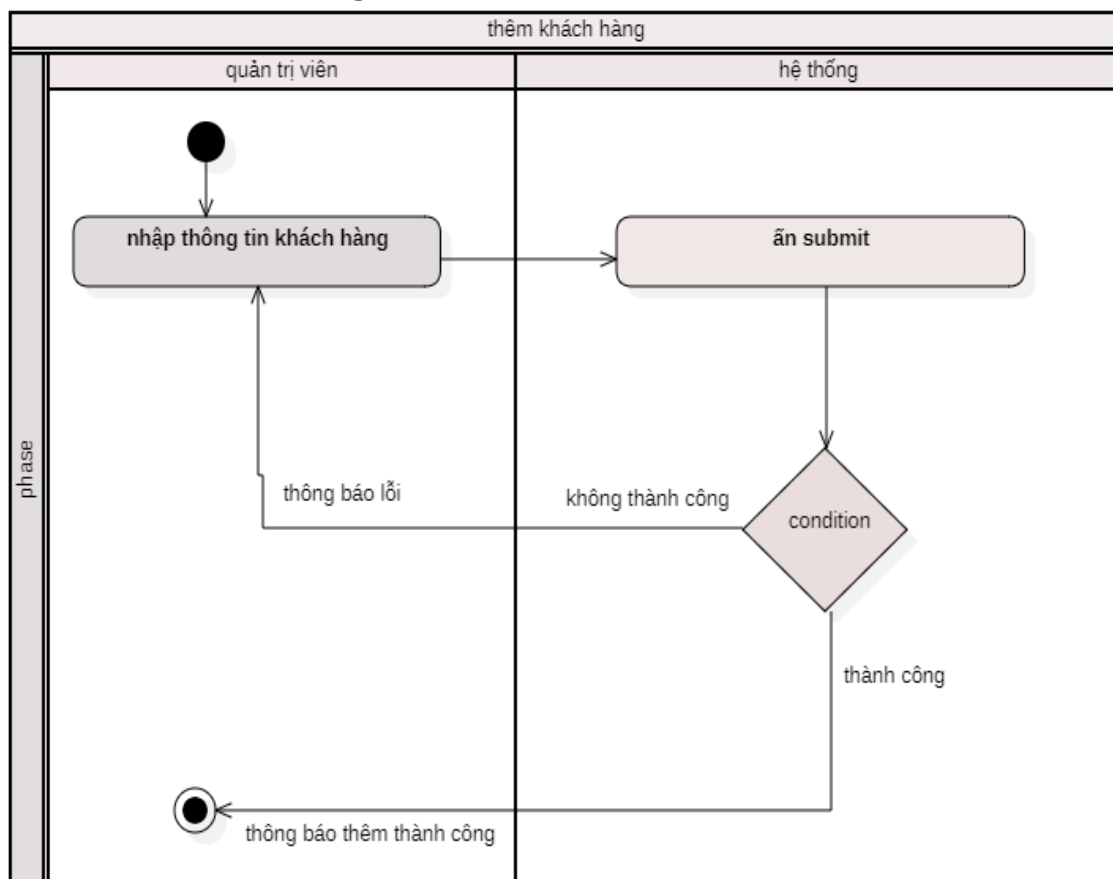 thêm khách hàng
quản trị viên
hệ thống
nhập thông tin khách hàng
ấn submit
phase
thông báo lỗi
không thành công
condition
thành công
thông báo thêm thành công